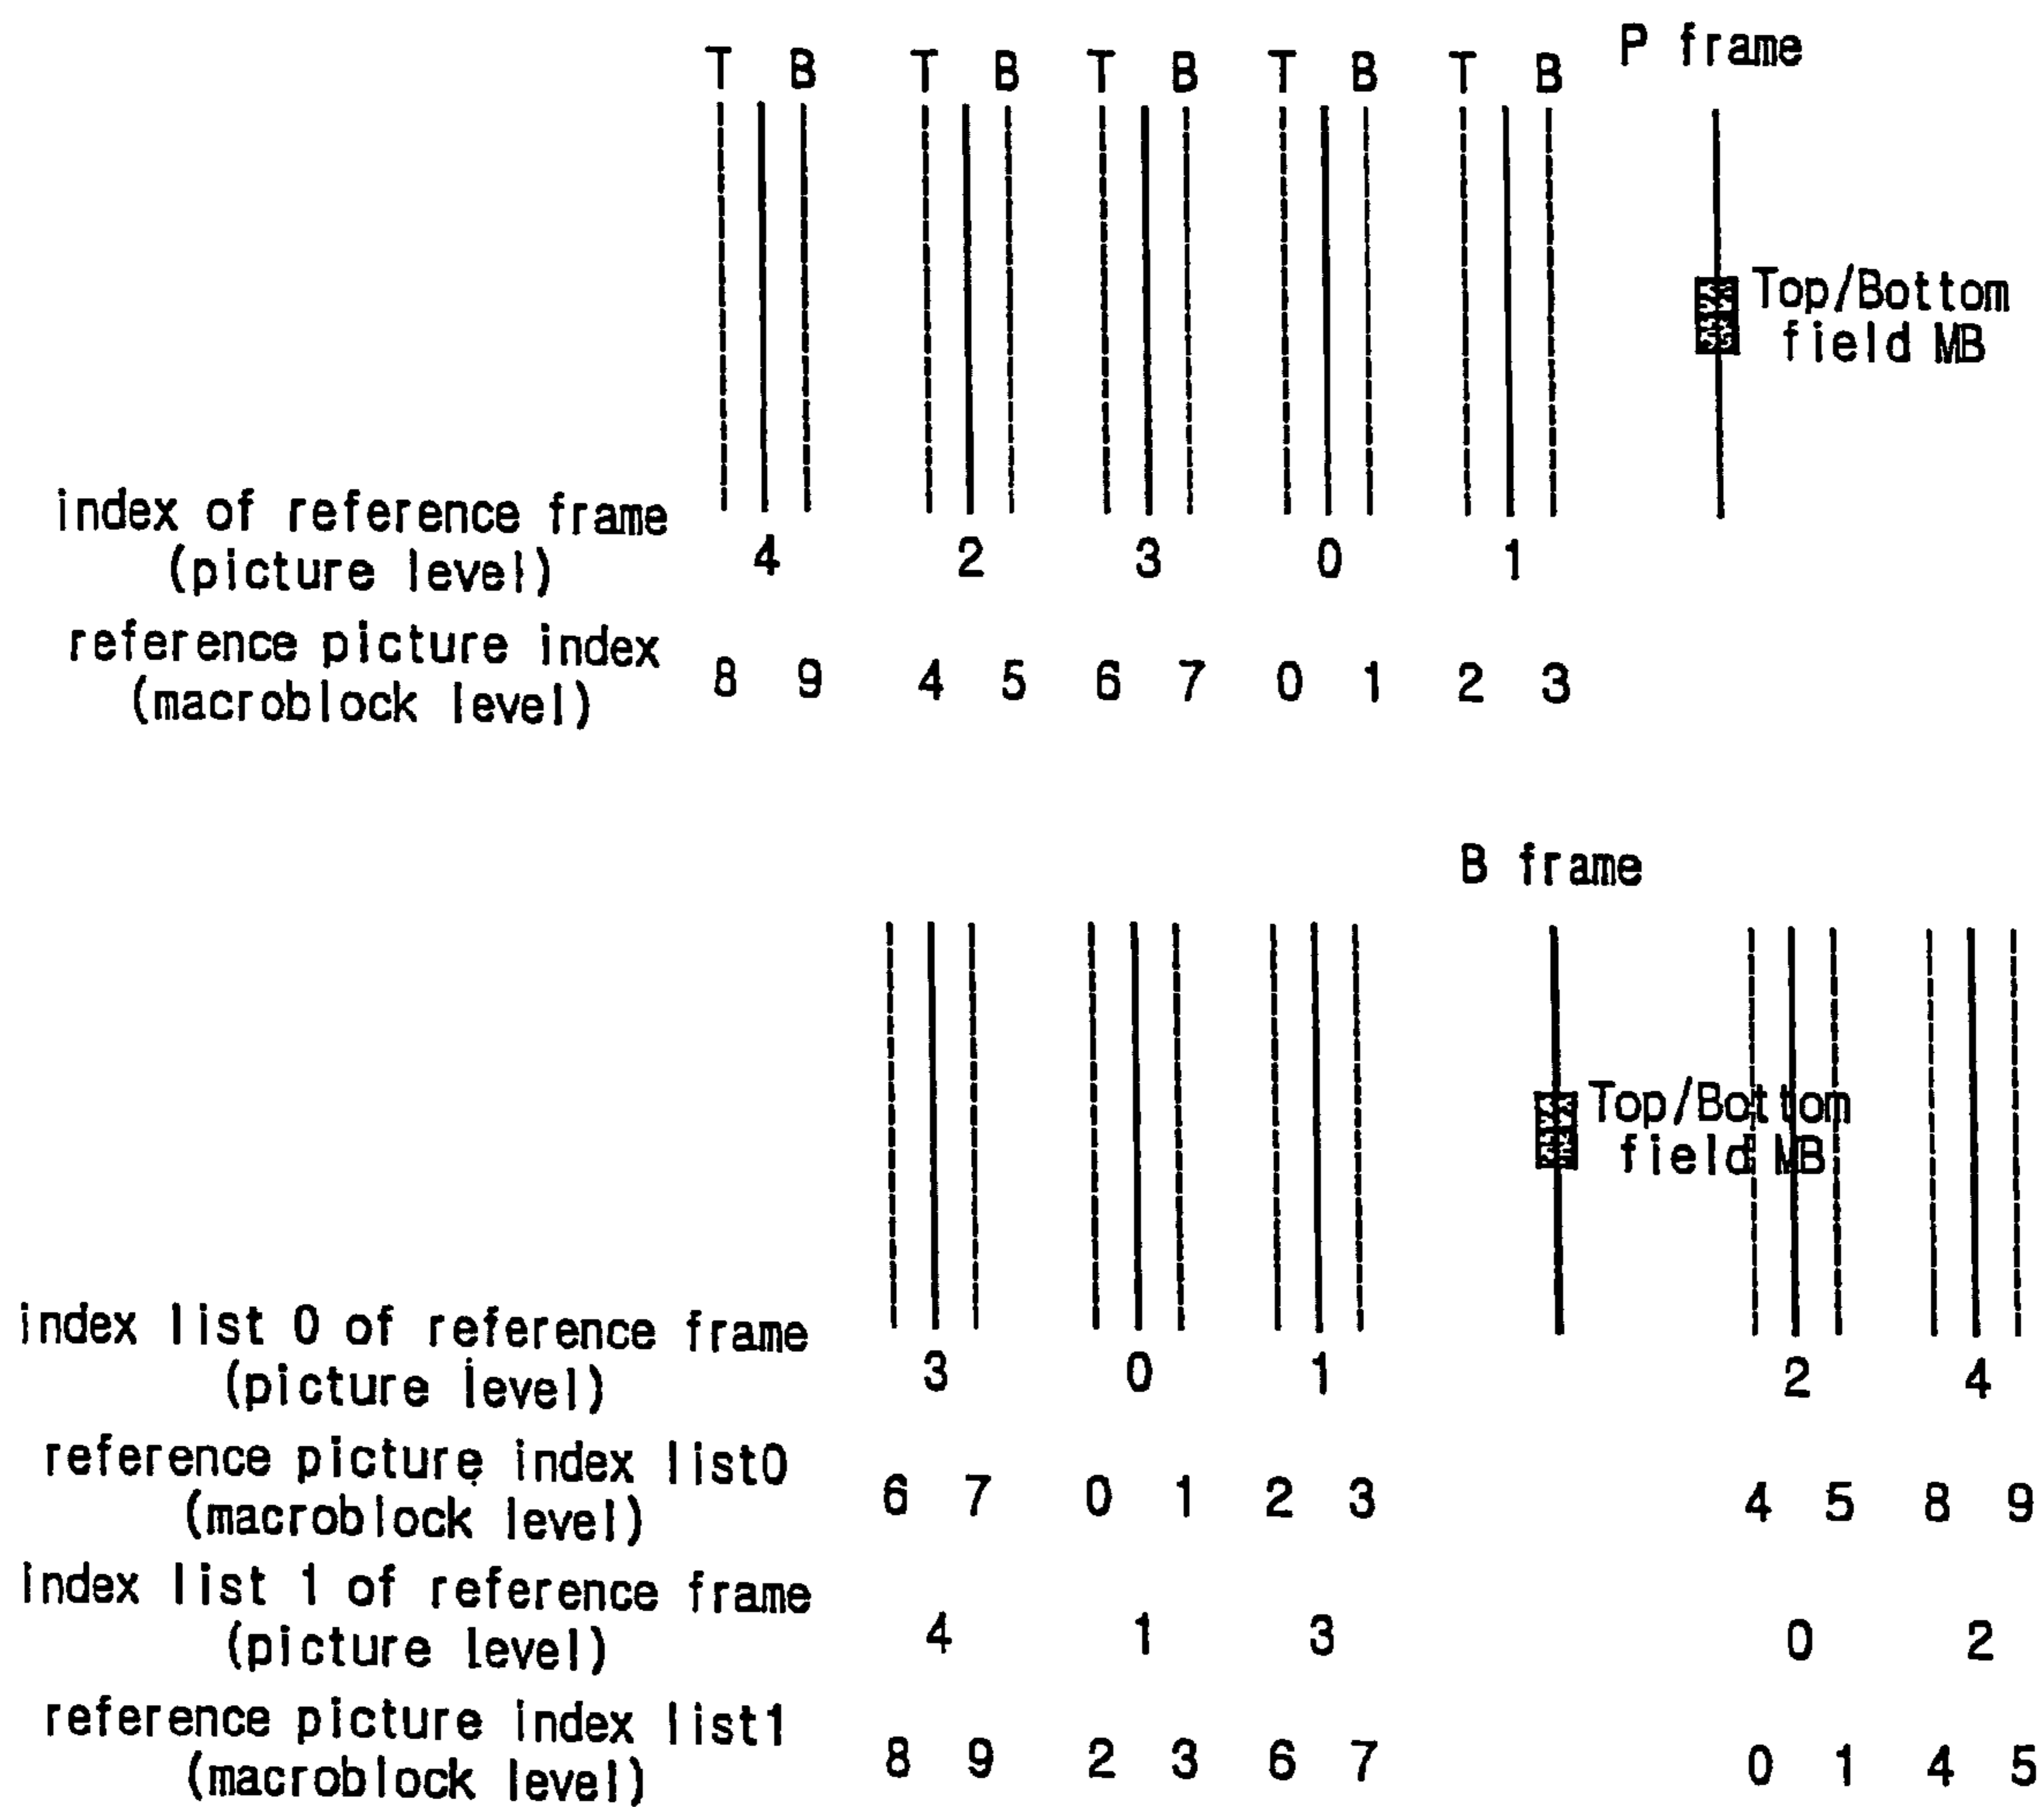 P frame
T B T B T B T B T B
Top/Bottom
field MB
index of reference frame
(picture level)
4 2 3 0 1
reference picture index
(macroblock level)
8 9 4 5 6 7 0 1 2 3
B frame
Top/Bottom
field MB
index list 0 of reference frame
(picture level)
3 0 1 2 4
reference picture index list0
(macroblock level)
6 7 0 1 2 3 4 5 8 9
index list 1 of reference frame
(picture level)
4 1 3 0 2
reference picture index list1
(macroblock level)
8 9 2 3 6 7 0 1 4 5